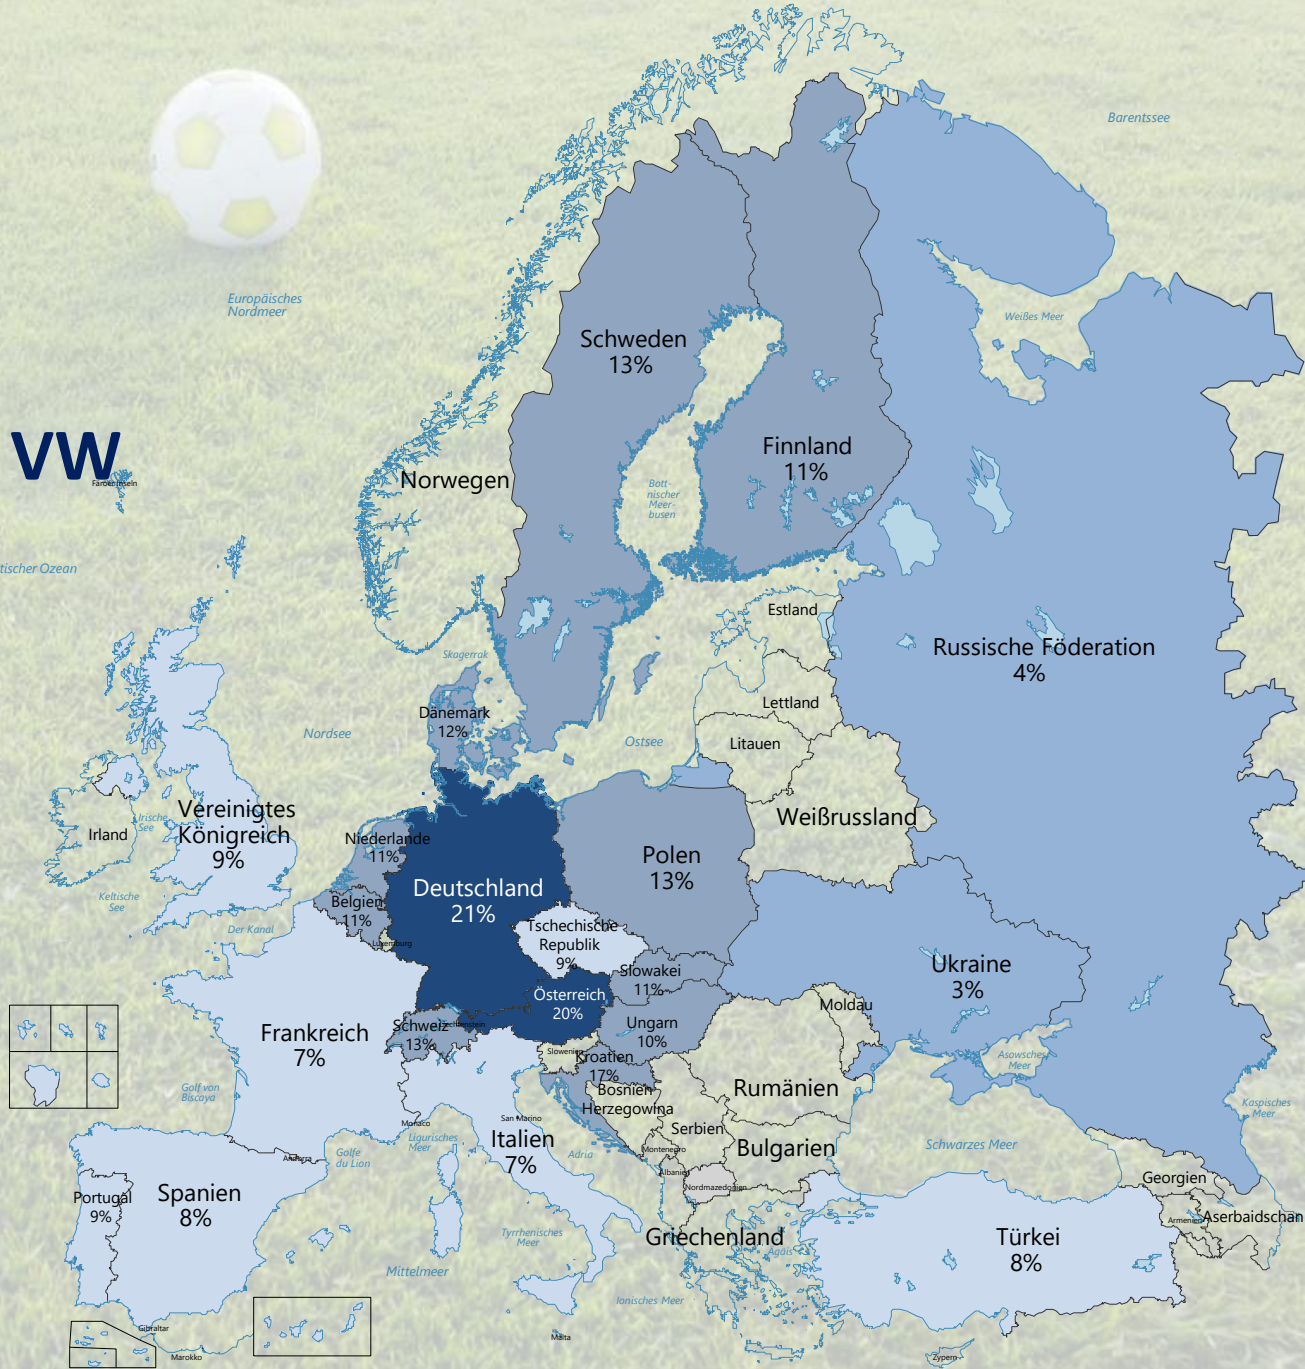 Barentssee
Europäisches
Nordmeer
Weißes Meer
Schweden
13%
VW
Färöer Inseln
Finnland
11%
Norwegen
Bott-
nischer
Meer-
busen
tischer Ozean
Estland
Russische Föderation
4%
Skagerrak
Lettland
Dänemark
12%
Nordsee
Ostsee
Litauen
Vereinigtes
Königreich
9%
Irische
See
Irland
Weißrussland
Niederlande
11%
Polen
13%
Deutschland
21%
Keltische
See
Belgien
11%
Der Kanal
Luxemburg
Tschechische
Republik
9%
Slowakei
11%
Ukraine
3%
Österreich
20%
Moldau
Frankreich
7%
Schweiz
13%
Liechtenstein
Ungarn
10%
Slowenien
Kroatien
17%
Asowsches
Meer
Golf von
Biscaya
Bosnien
Herzegowina
Rumänien
Kaspisches
Meer
Monaco
San Marino
Ligurisches
Meer
Italien
7%
Serbien
Adria
Bulgarien
Schwarzes Meer
Golfe
du Lion
Andorra
Montenegro
Albanien
Nordmazedonien
Georgien
Portugal
9%
Spanien
8%
Armenien
Aserbaidschan
Tyrrhenisches
Meer
Griechenland
Ägäis
Türkei
8%
Mittelmeer
Ionisches Meer
Gibraltar
Marokko
Malta
Zypern